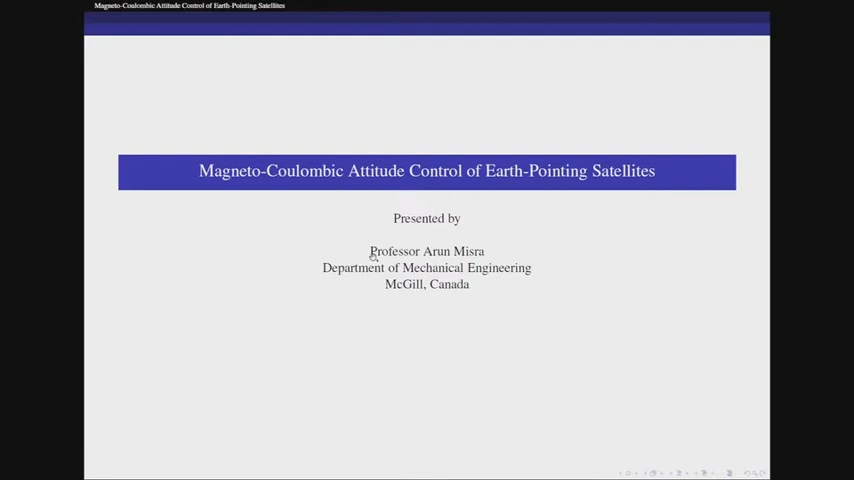 Magneto-Coulombic Attitude Control of Earth-Pointing Satellites
Magneto-Coulombic Attitude Control of Earth-Pointing Satellites
Presented by
Professor Arun Misra
Department of Mechanical Engineering
McGill, Canada